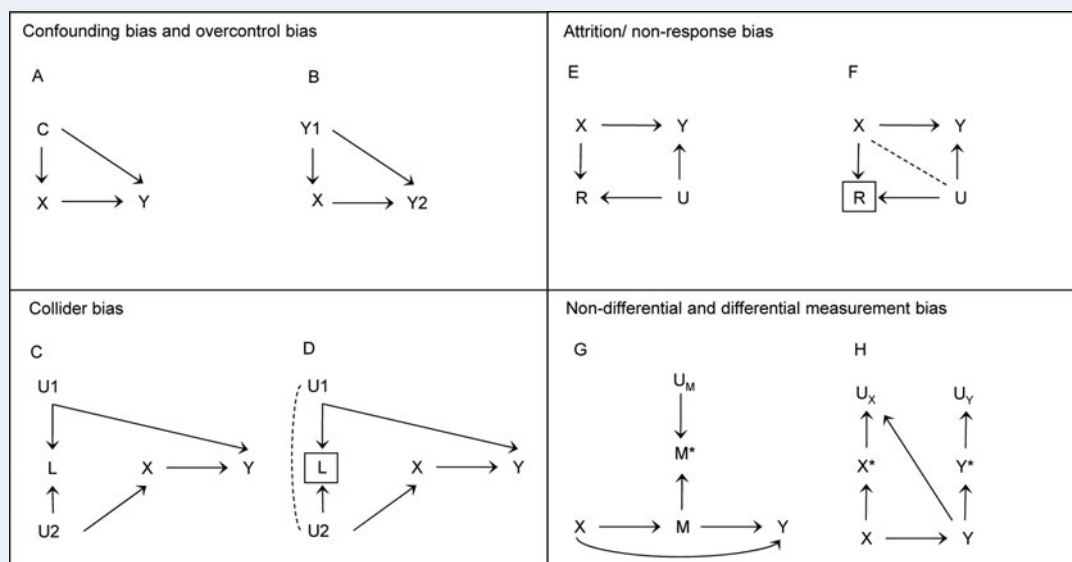 Confounding bias and overcontrol bias
A B
C Y1
X Y X Y2
Attrition/ non-response bias
E F
X Y X Y
R U R U
Collider bias
C D
U1 U1
L X Y L X Y
U2 U2
Non-differential and differential measurement bias
G H
U_M U_X U_Y
M* X* Y*
X M Y X Y